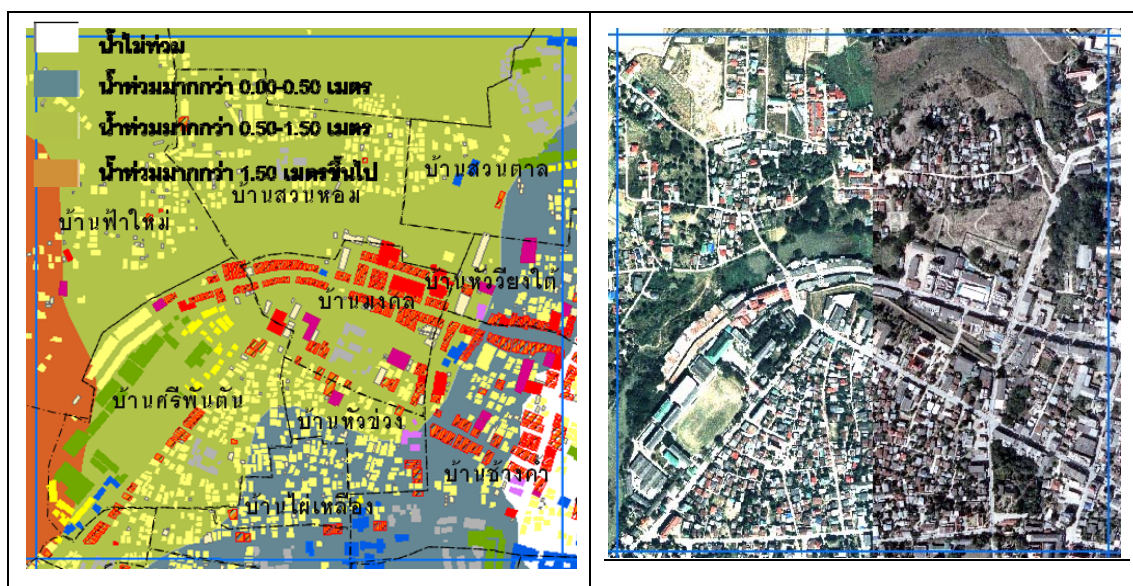 น้ำไม่ท่วม
น้ำท่วมมากกว่า 0.00-0.50 เมตร
น้ำท่วมมากกว่า 0.50-1.50 เมตร
น้ำท่วมมากกว่า 1.50 เมตรขึ้นไป
บ้านสวนตาล
บ้านสวนหอม
บ้านฟ้าใหม่
บ้านหัวเวียงใต้
บ้านมงคล
บ้านศรีพันต้น
บ้านหัวข่วง
บ้านช้างค้ำ
บ้านไผ่เหลือง